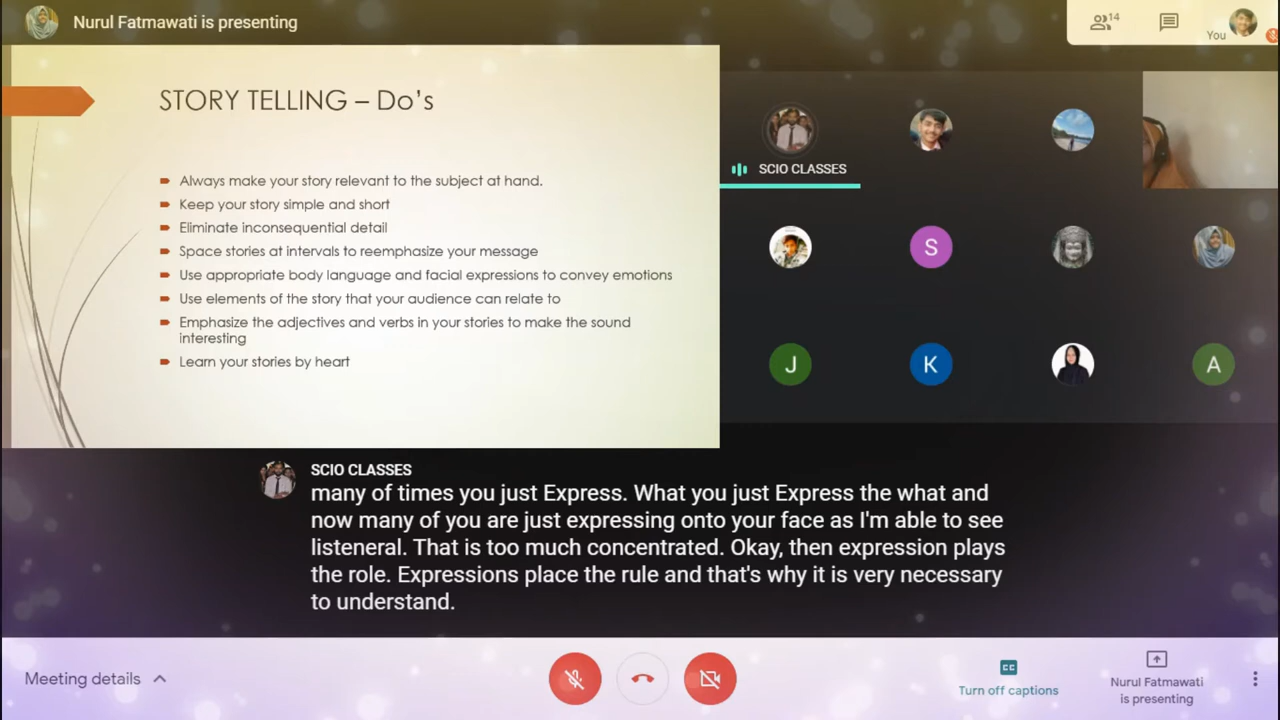 Nurul Fatmawati is presenting
14
You
STORY TELLING – Do's
Always make your story relevant to the subject at hand.
Keep your story simple and short
Eliminate inconsequential detail
Space stories at intervals to reemphasize your message
Use appropriate body language and facial expressions to convey emotions
Use elements of the story that your audience can relate to
Emphasize the adjectives and verbs in your stories to make the sound
interesting
Learn your stories by heart
SCIO CLASSES
S
J
K
A
SCIO CLASSES
many of times you just Express. What you just Express the what and
now many of you are just expressing onto your face as I'm able to see
listeneral. That is too much concentrated. Okay, then expression plays
the role. Expressions place the rule and that's why it is very necessary
to understand.
Meeting details
CC
Turn off captions
Nurul Fatmawati
is presenting